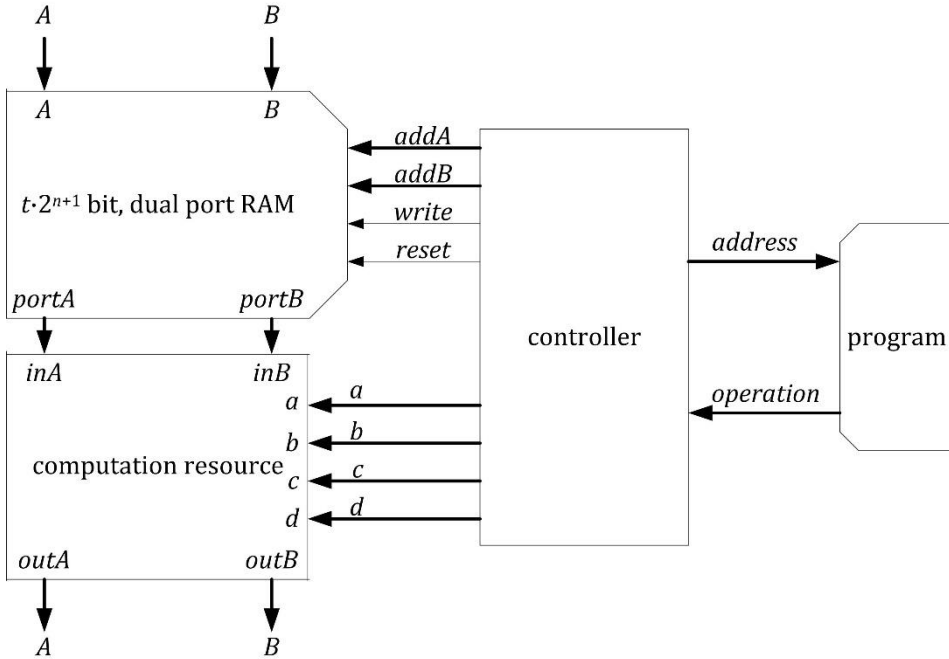 A B
A B
addA
addB
t·2ⁿ⁺¹ bit, dual port RAM
write
reset
address
portA portB
controller
program
inA inB
a a
operation
b b
computation resource
c c
d d
outA outB
A B